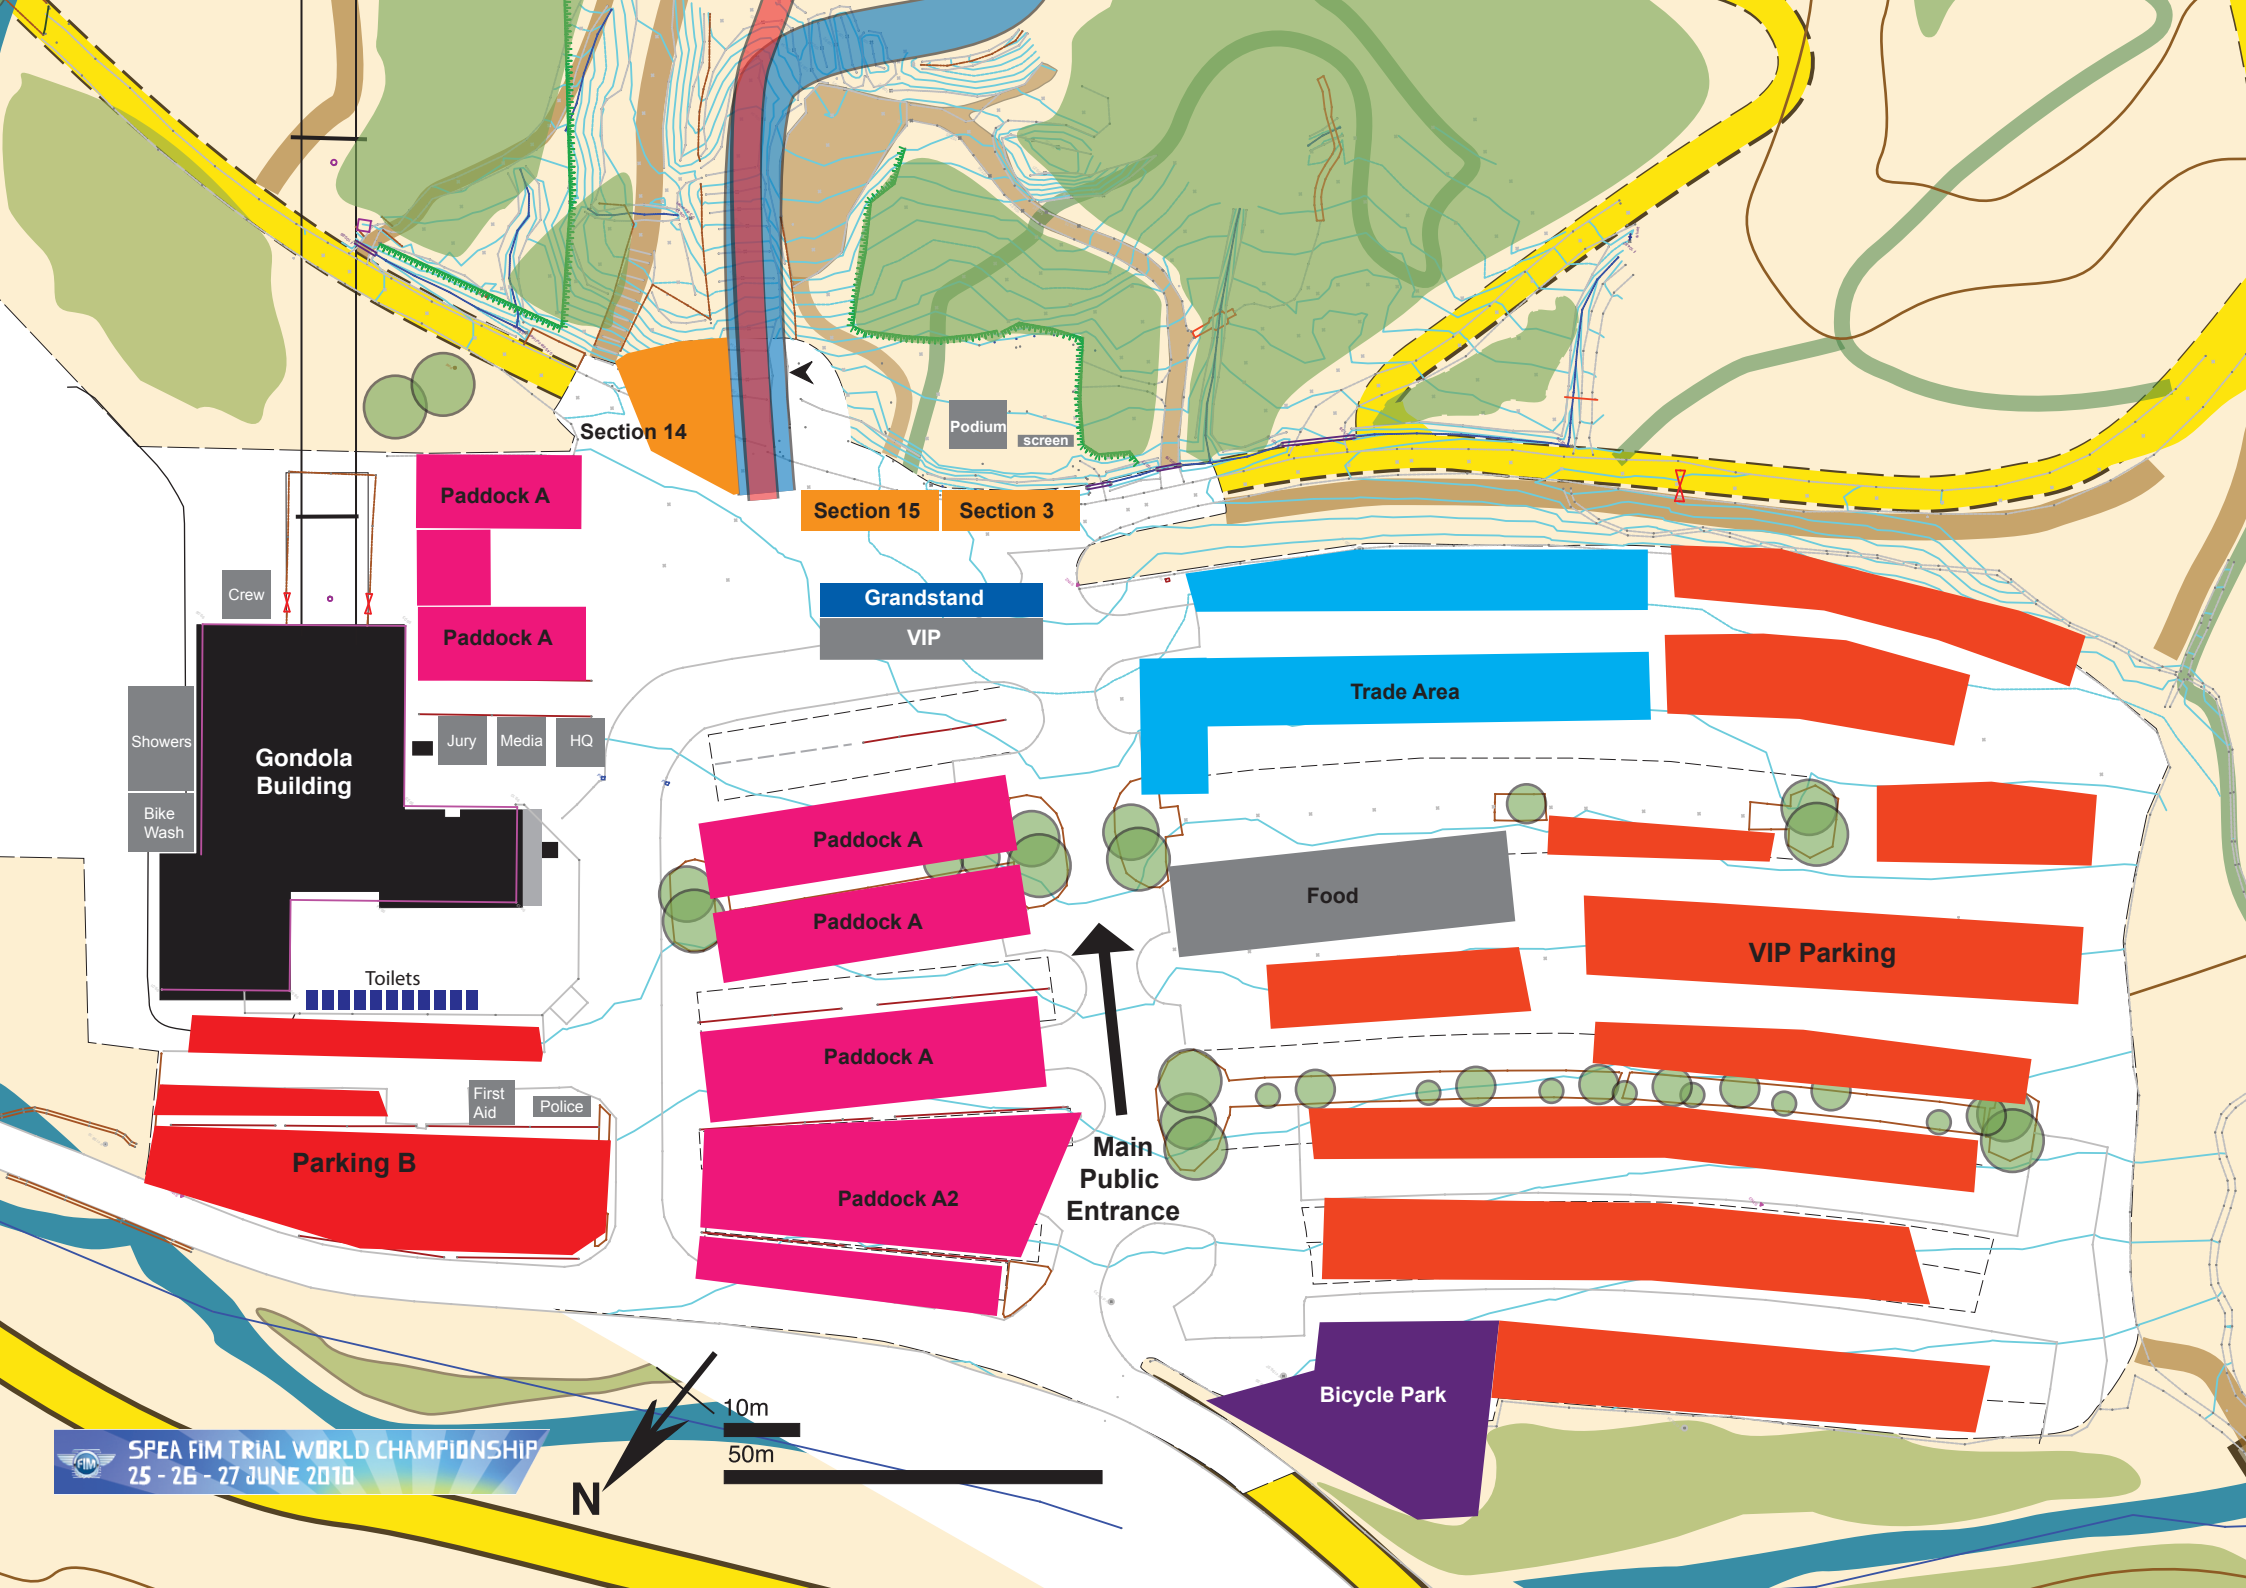 Section 14
Podium
screen
Paddock A
Section 15
Section 3
Crew
Grandstand
Paddock A
VIP
Trade Area
Showers
Jury
Media
HQ
Gondola
Building
Bike
Wash
Paddock A
Food
Paddock A
VIP Parking
Toilets
Paddock A
First
Aid
Police
Parking B
Main
Public
Entrance
Paddock A2
Bicycle Park
10m
50m
N
FIM
SPEA FIM TRIAL WORLD CHAMPIONSHIP
25 - 26 - 27 JUNE 2010